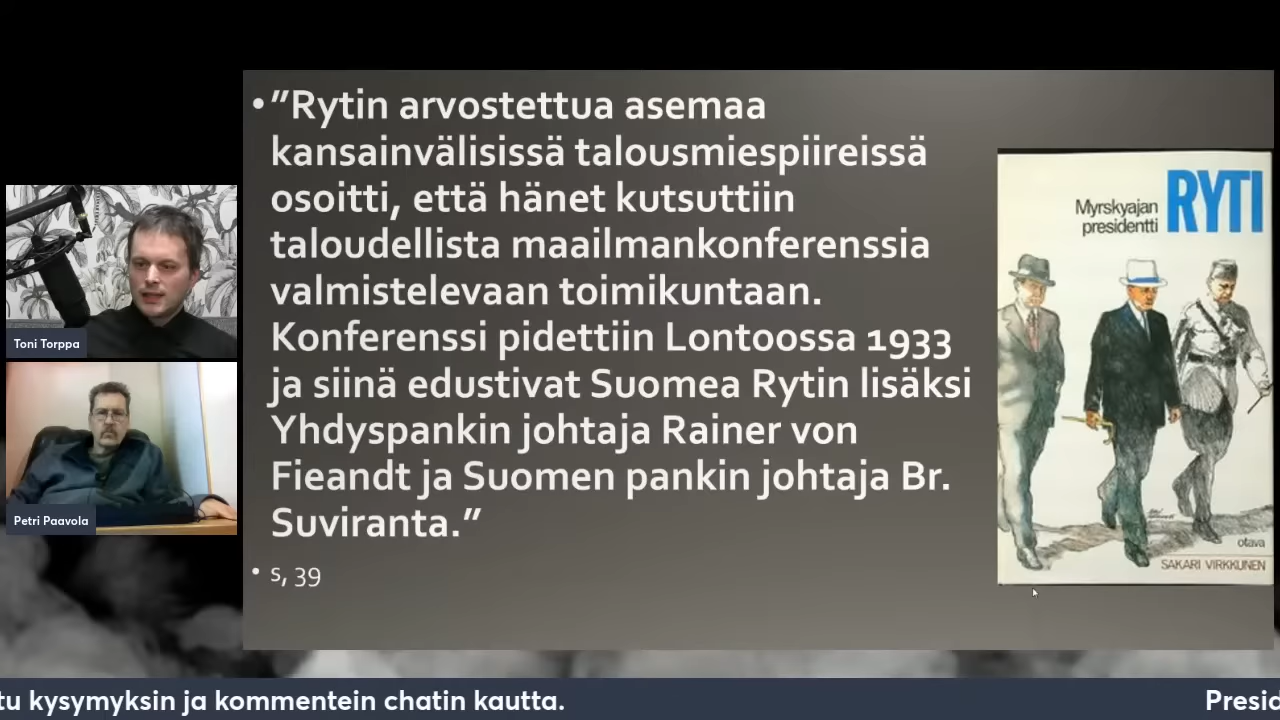 • ”Rytin arvostettua asemaa
kansainvälisissä talousmiespiireissä
osoitti, että hänet kutsuttiin
taloudellista maailmankonferenssia
valmistelevaan toimikuntaan.
Konferenssi pidettiin Lontoossa 1933
ja siinä edustivat Suomea Rytin lisäksi
Yhdyspankin johtaja Rainer von
Fieandt ja Suomen pankin johtaja Br.
Suviranta.”
• s, 39
Myrskyajan
presidentti
RYTI
otava
SAKARI VIRKKUNEN
Toni Torppa
Petri Paavola
tu kysymyksin ja kommentein chatin kautta.
Presid